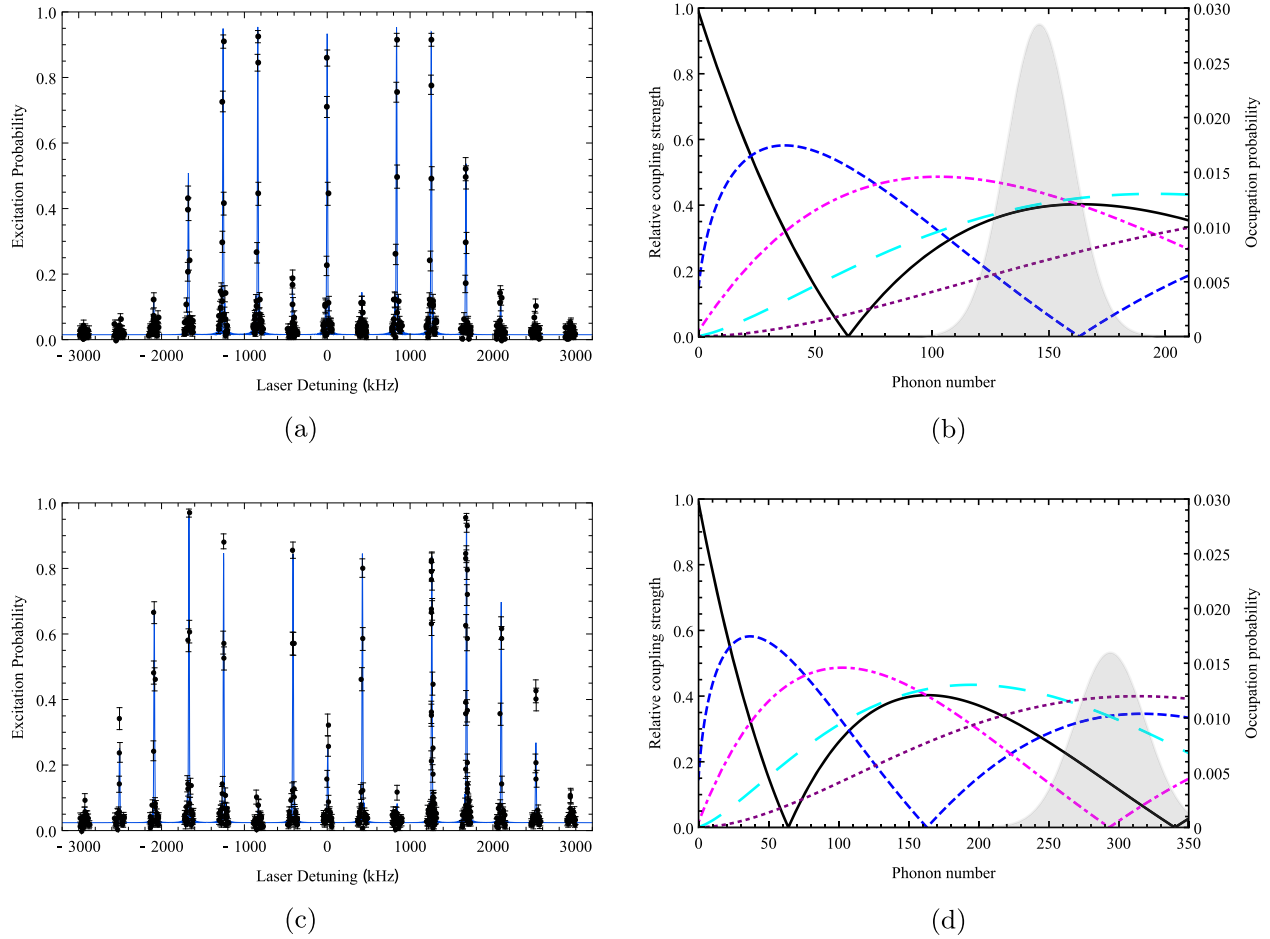 1.0
0.8
0.6
0.4
0.2
0.0
Excitation Probability
- 3000 - 2000 - 1000 0 1000 2000 3000
Laser Detuning (kHz)
(a)
1.0
0.8
0.6
0.4
0.2
0.0
Relative coupling strength
0.030
0.025
0.020
0.015
0.010
0.005
0
Occupation probability
0 50 100 150 200
Phonon number
(b)
1.0
0.8
0.6
0.4
0.2
0.0
Excitation Probability
- 3000 - 2000 - 1000 0 1000 2000 3000
Laser Detuning (kHz)
(c)
1.0
0.8
0.6
0.4
0.2
0.0
Relative coupling strength
0.030
0.025
0.020
0.015
0.010
0.005
0
Occupation probability
0 50 100 150 200 250 300 350
Phonon number
(d)